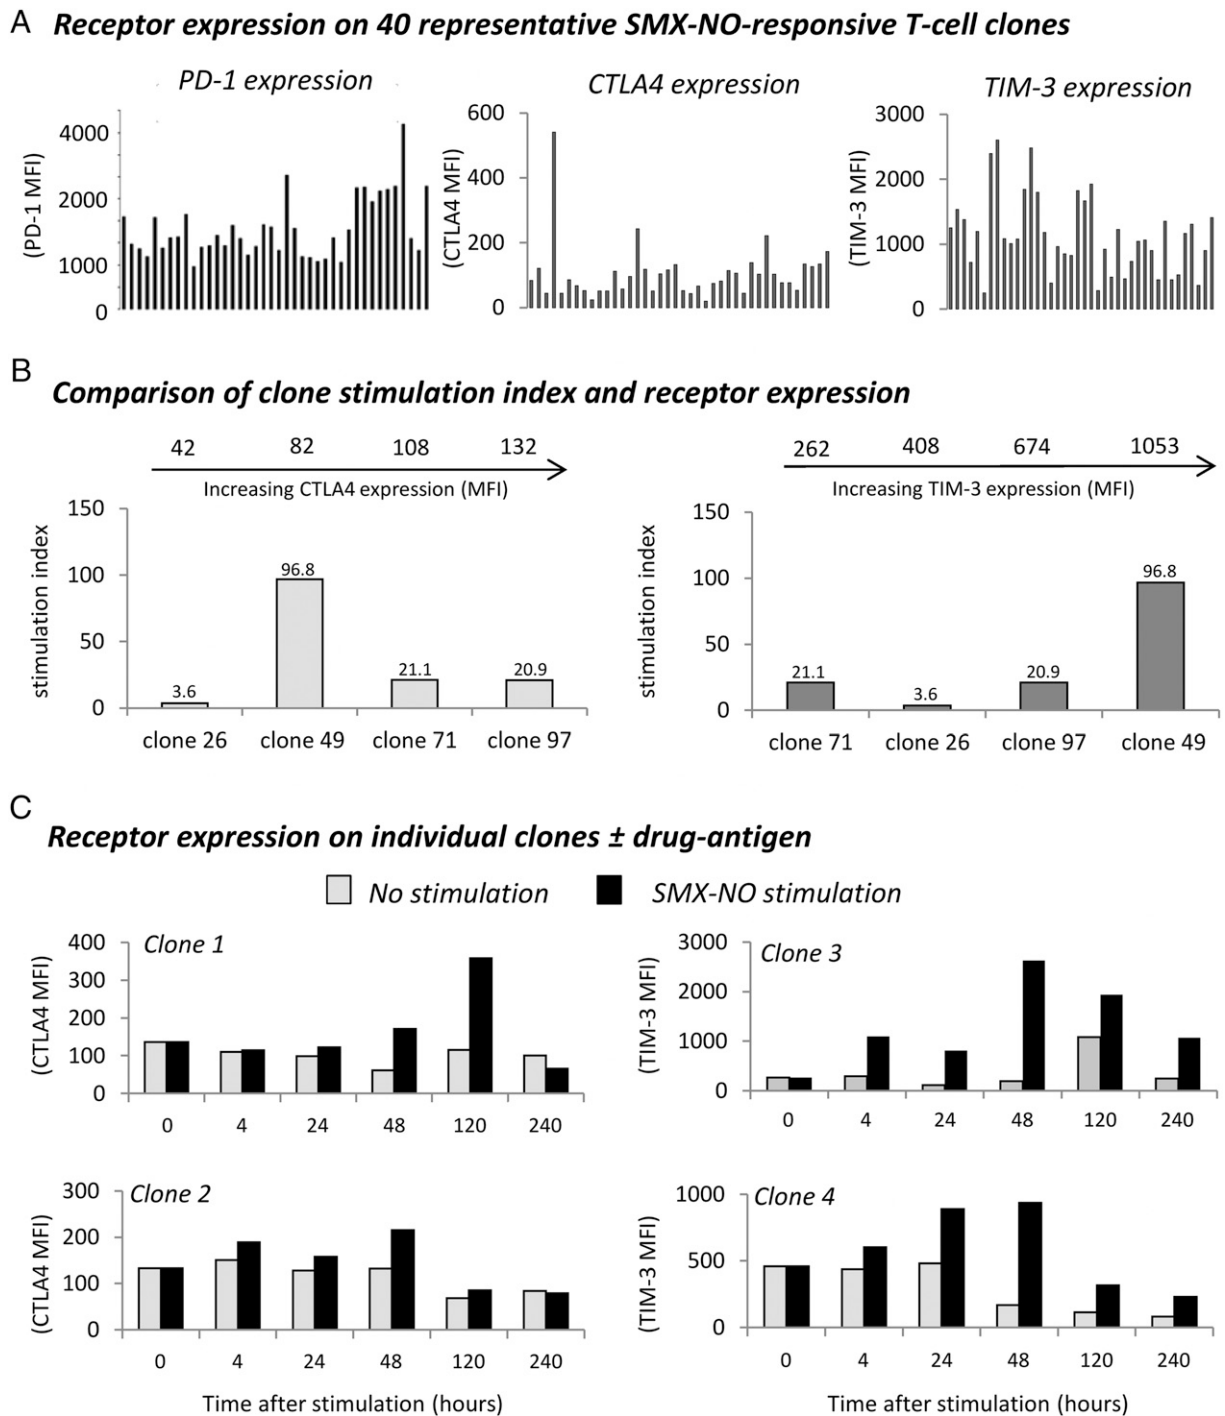 A Receptor expression on 40 representative SMX-NO-responsive T-cell clones
PD-1 expression
(PD-1 MFI)
4000
2000
1000
0
CTLA4 expression
(CTLA4 MFI)
600
400
200
0
TIM-3 expression
(TIM-3 MFI)
3000
2000
1000
0
B Comparison of clone stimulation index and receptor expression
42 82 108 132
Increasing CTLA4 expression (MFI)
stimulation index
150
100
50
0
3.6 96.8 21.1 20.9
clone 26 clone 49 clone 71 clone 97
262 408 674 1053
Increasing TIM-3 expression (MFI)
stimulation index
150
100
50
0
21.1 3.6 20.9 96.8
clone 71 clone 26 clone 97 clone 49
C Receptor expression on individual clones ± drug-antigen
No stimulation SMX-NO stimulation
Clone 1
(CTLA4 MFI)
400
300
200
100
0
0 4 24 48 120 240
Clone 3
(TIM-3 MFI)
3000
2000
1000
0
0 4 24 48 120 240
Clone 2
(CTLA4 MFI)
300
200
100
0
0 4 24 48 120 240
Time after stimulation (hours)
Clone 4
(TIM-3 MFI)
1000
500
0
0 4 24 48 120 240
Time after stimulation (hours)